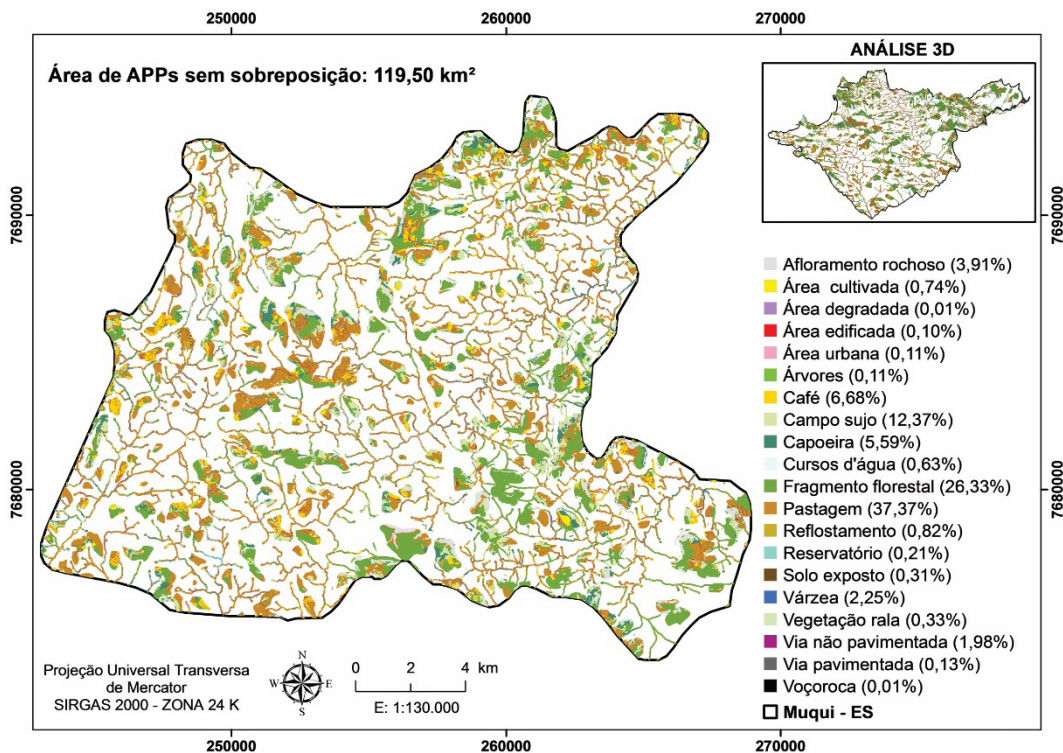 250000
260000
270000
Área de APPs sem sobreposição: 119,50 km²
ANÁLISE 3D
7690000
7690000
Afloramento rochoso (3,91%)
Área cultivada (0,74%)
Área degradada (0,01%)
Área edificada (0,10%)
Área urbana (0,11%)
Árvores (0,11%)
Café (6,68%)
Campo sujo (12,37%)
Capoeira (5,59%)
Cursos d'água (0,63%)
Fragmento florestal (26,33%)
Pastagem (37,37%)
Reflostamento (0,82%)
Reservatório (0,21%)
Solo exposto (0,31%)
Várzea (2,25%)
Vegetação rala (0,33%)
Via não pavimentada (1,98%)
Via pavimentada (0,13%)
Voçoroca (0,01%)
Muqui - ES
7680000
7680000
Projeção Universal Transversa
de Mercator
SIRGAS 2000 - ZONA 24 K
N
W E
S
0 2 4 km
E: 1:130.000
250000
260000
270000